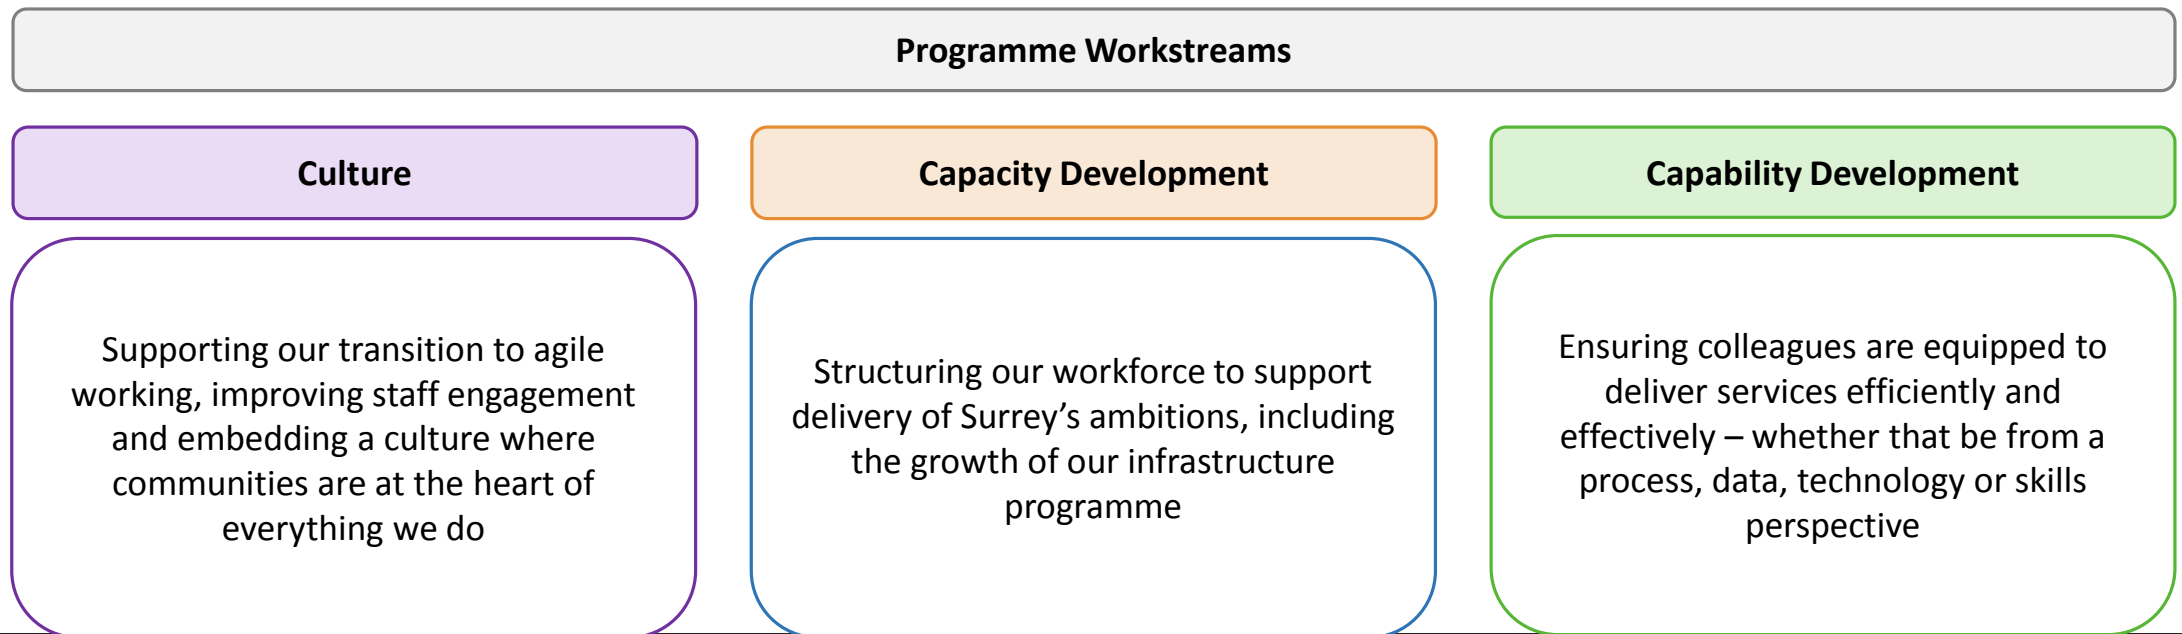 Programme Workstreams
Culture
Capacity Development
Capability Development
Supporting our transition to agile
working, improving staff engagement
and embedding a culture where
communities are at the heart of
everything we do
Structuring our workforce to support
delivery of Surrey’s ambitions, including
the growth of our infrastructure
programme
Ensuring colleagues are equipped to
deliver services efficiently and
effectively – whether that be from a
process, data, technology or skills
perspective